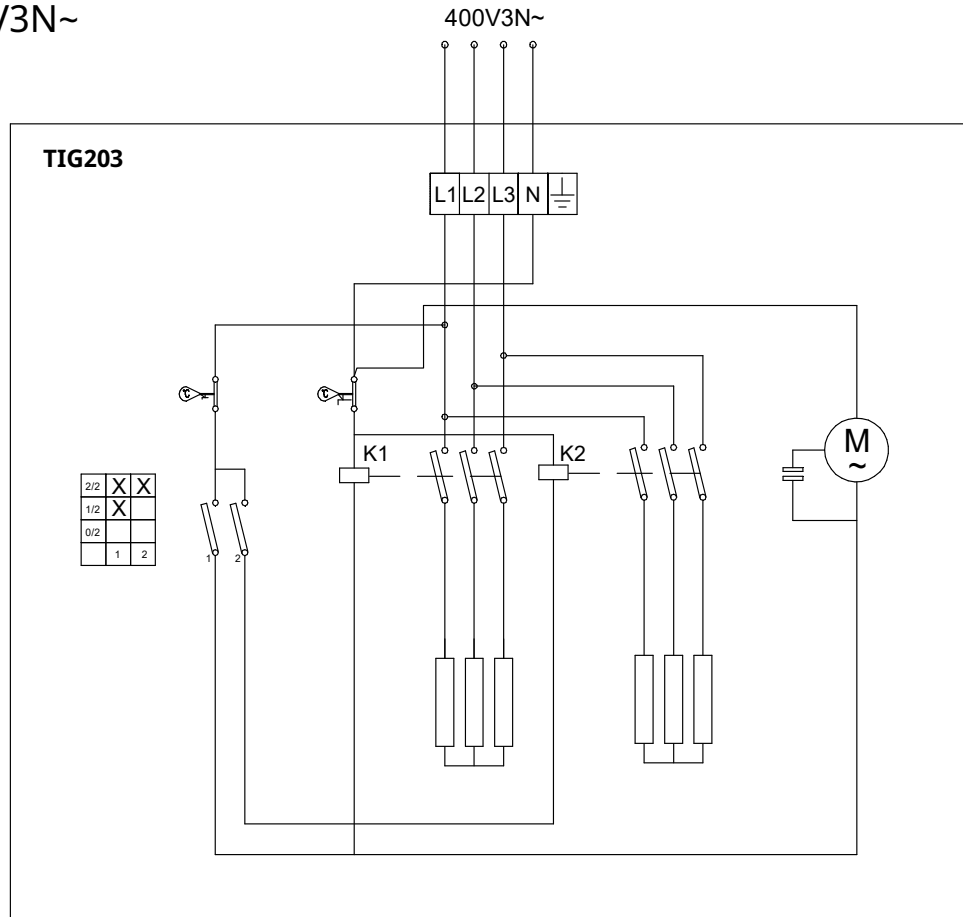 V3N~
400V3N~
TIG203
L1 L2 L3 N
℃ ℃
K1 K2
M
~
2/2 X X
1/2 X
0/2
1 2
1 2